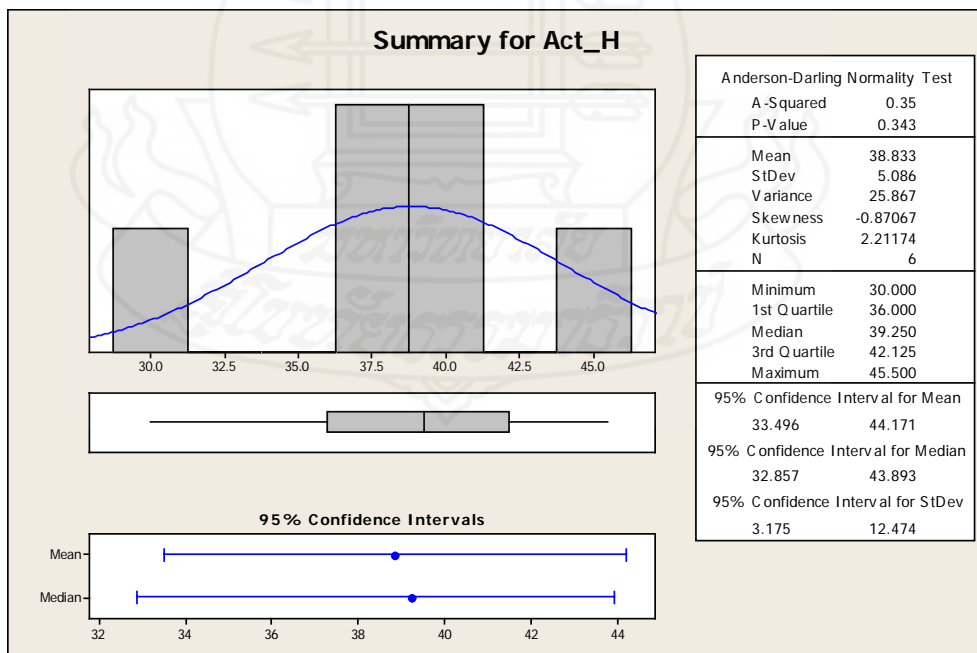 Summary for Act_H
30.0 32.5 35.0 37.5 40.0 42.5 45.0
95% Confidence Intervals
Mean
Median
32 34 36 38 40 42 44
Anderson-Darling Normality Test
A-Squared 0.35
P-Value 0.343
Mean 38.833
StDev 5.086
Variance 25.867
Skewness -0.87067
Kurtosis 2.21174
N 6
Minimum 30.000
1st Quartile 36.000
Median 39.250
3rd Quartile 42.125
Maximum 45.500
95% Confidence Interval for Mean
33.496 44.171
95% Confidence Interval for Median
32.857 43.893
95% Confidence Interval for StDev
3.175 12.474